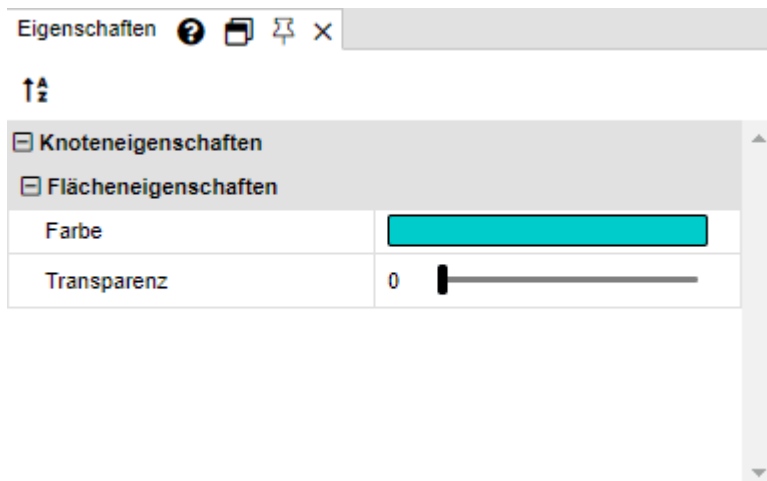 Eigenschaften
Knoteneigenschaften
Flächeneigenschaften
Farbe
Transparenz 0